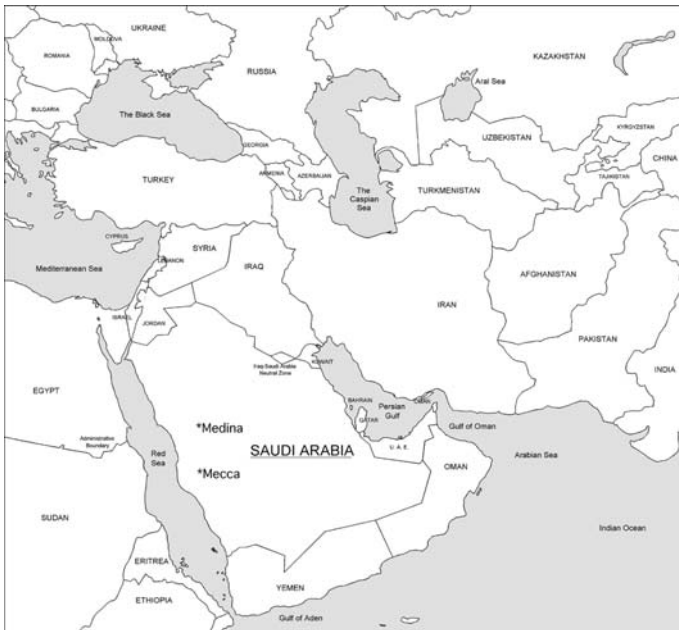 UKRAINE
MOLDOVA
ROMANIA
KAZAKHSTAN
RUSSIA
Aral Sea
BULGARIA
The Black Sea
UZBEKISTAN
KYRGYZSTAN
GEORGIA
CHINA
ARMENIA
AZERBAIJAN
TAJIKISTAN
TURKEY
TURKMENISTAN
The
Caspian
Sea
CYPRUS
SYRIA
LEBANON
Mediterranean Sea
IRAQ
AFGHANISTAN
IRAN
ISRAEL
JORDAN
PAKISTAN
KUWAIT
Iraq Saudi Arabia
Neutral Zone
INDIA
EGYPT
BAHRAIN
Persian
Gulf
OMAN
QATAR
Gulf of Oman
*Medina
Administrative
Boundary
U. A. E.
SAUDI ARABIA
Red
Sea
Arabian Sea
*Mecca
OMAN
SUDAN
Indian Ocean
ERITREA
YEMEN
ETHIOPIA
Gulf of Aden